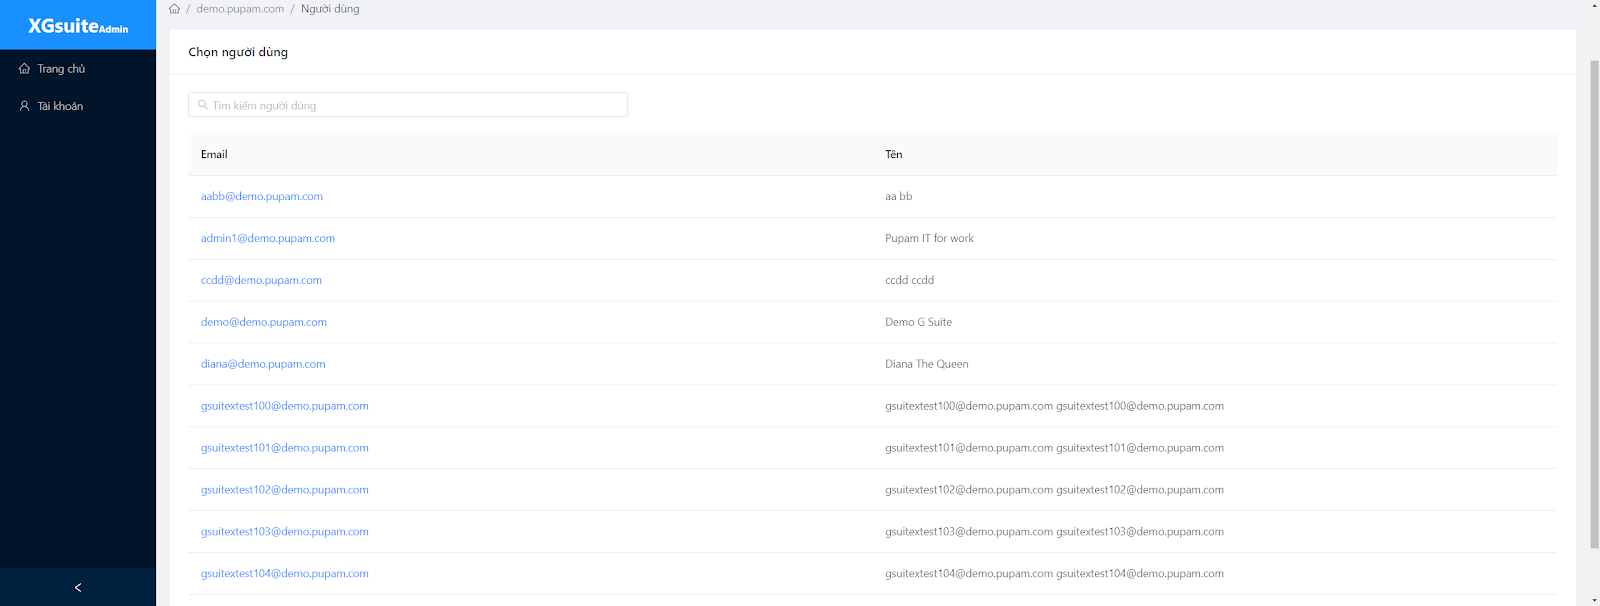 XGsuiteAdmin
Trang chủ
Tài khoản
/ demo.pupam.com / Người dùng
Chọn người dùng
Tìm kiếm người dùng
Email Tên
aabb@demo.pupam.com aa bb
admin1@demo.pupam.com Pupam IT for work
ccdd@demo.pupam.com ccdd ccdd
demo@demo.pupam.com Demo G Suite
diana@demo.pupam.com Diana The Queen
gsuitextest100@demo.pupam.com gsuitextest100@demo.pupam.com gsuitextest100@demo.pupam.com
gsuitextest101@demo.pupam.com gsuitextest101@demo.pupam.com gsuitextest101@demo.pupam.com
gsuitextest102@demo.pupam.com gsuitextest102@demo.pupam.com gsuitextest102@demo.pupam.com
gsuitextest103@demo.pupam.com gsuitextest103@demo.pupam.com gsuitextest103@demo.pupam.com
gsuitextest104@demo.pupam.com gsuitextest104@demo.pupam.com gsuitextest104@demo.pupam.com